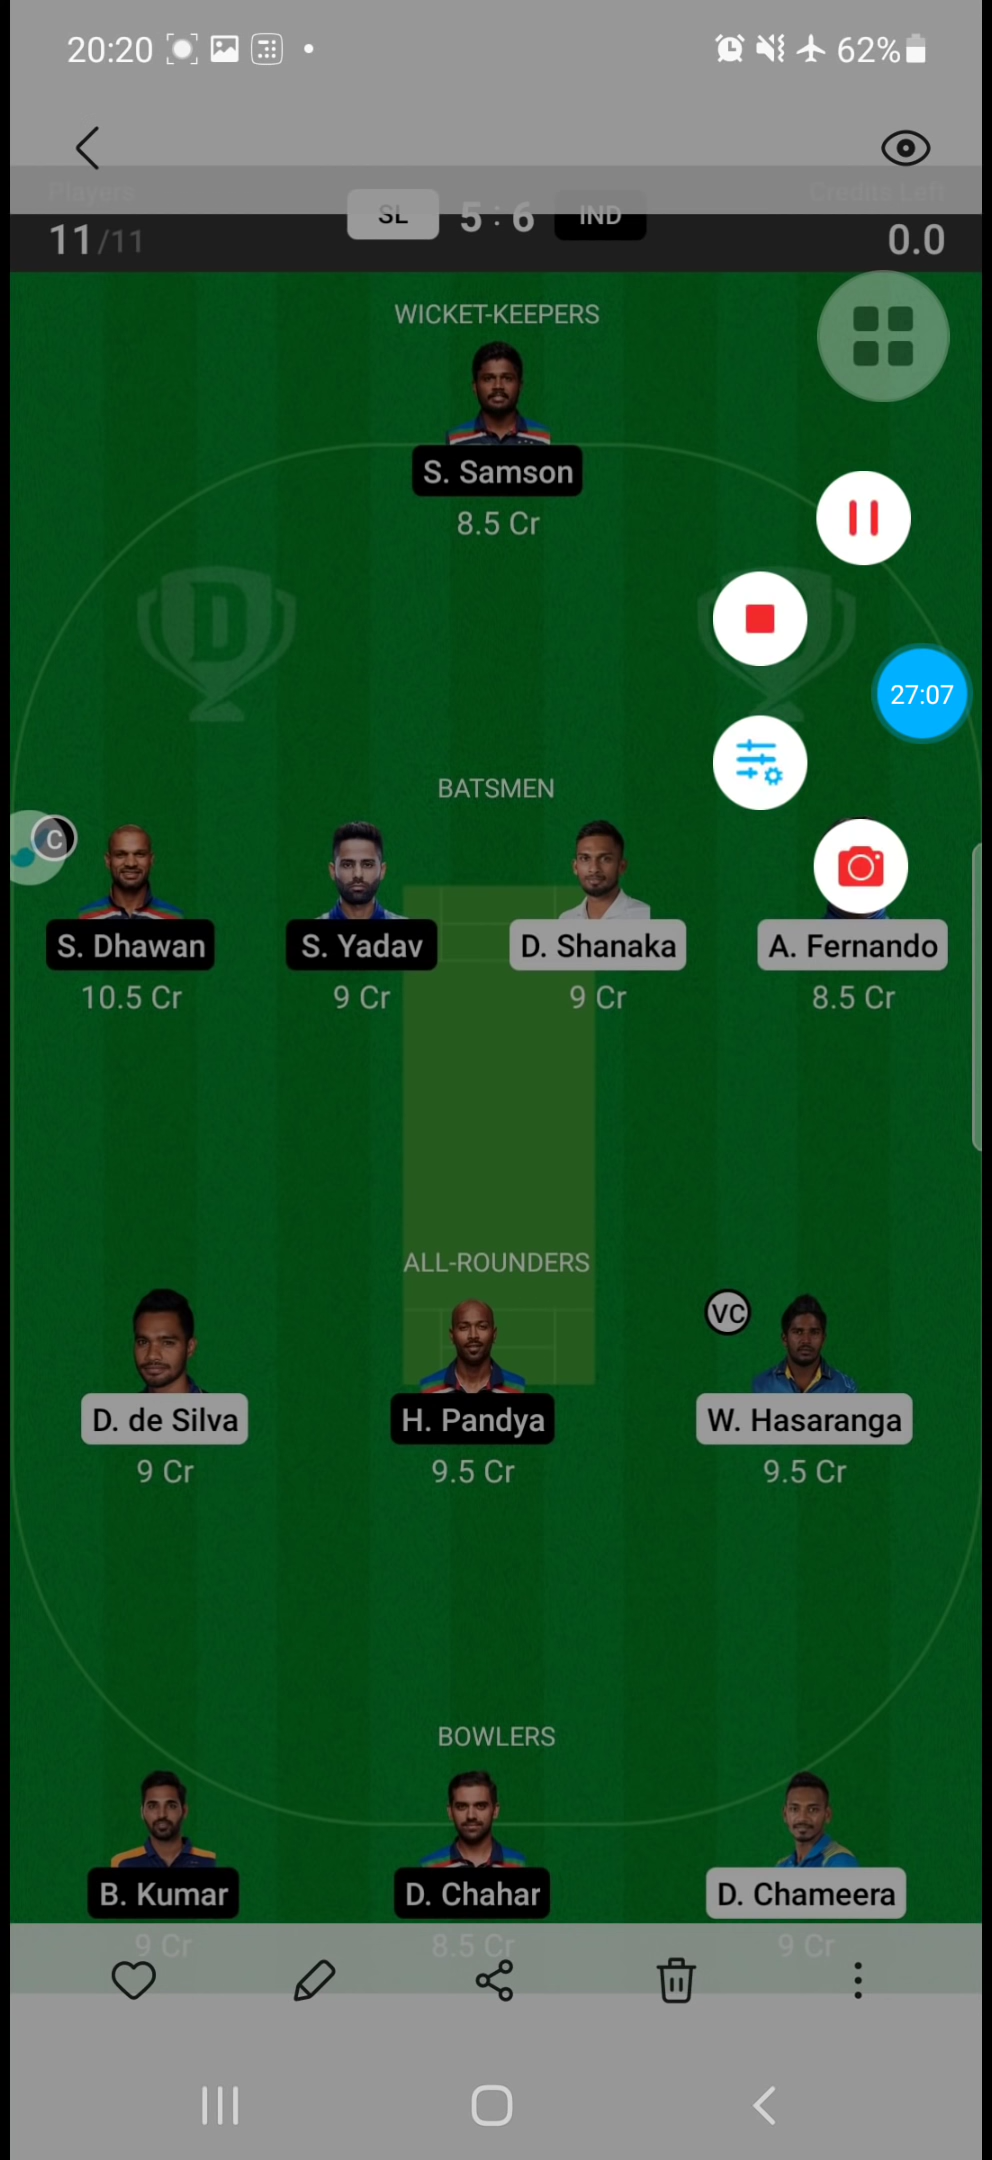 20:20 62%
Players Credits Left
SL 5 : 6 IND
11/11 0.0
WICKET-KEEPERS
S. Samson
8.5 Cr
D
27:07
BATSMEN
C
S. Dhawan S. Yadav D. Shanaka A. Fernando
10.5 Cr 9 Cr 9 Cr 8.5 Cr
ALL-ROUNDERS
VC
D. de Silva H. Pandya W. Hasaranga
9 Cr 9.5 Cr 9.5 Cr
BOWLERS
B. Kumar D. Chahar D. Chameera
9 Cr 8.5 Cr 9 Cr